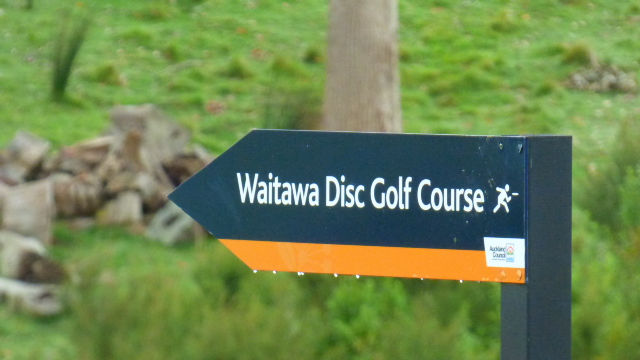 Waitawa Disc Golf Course
Auckland
Council